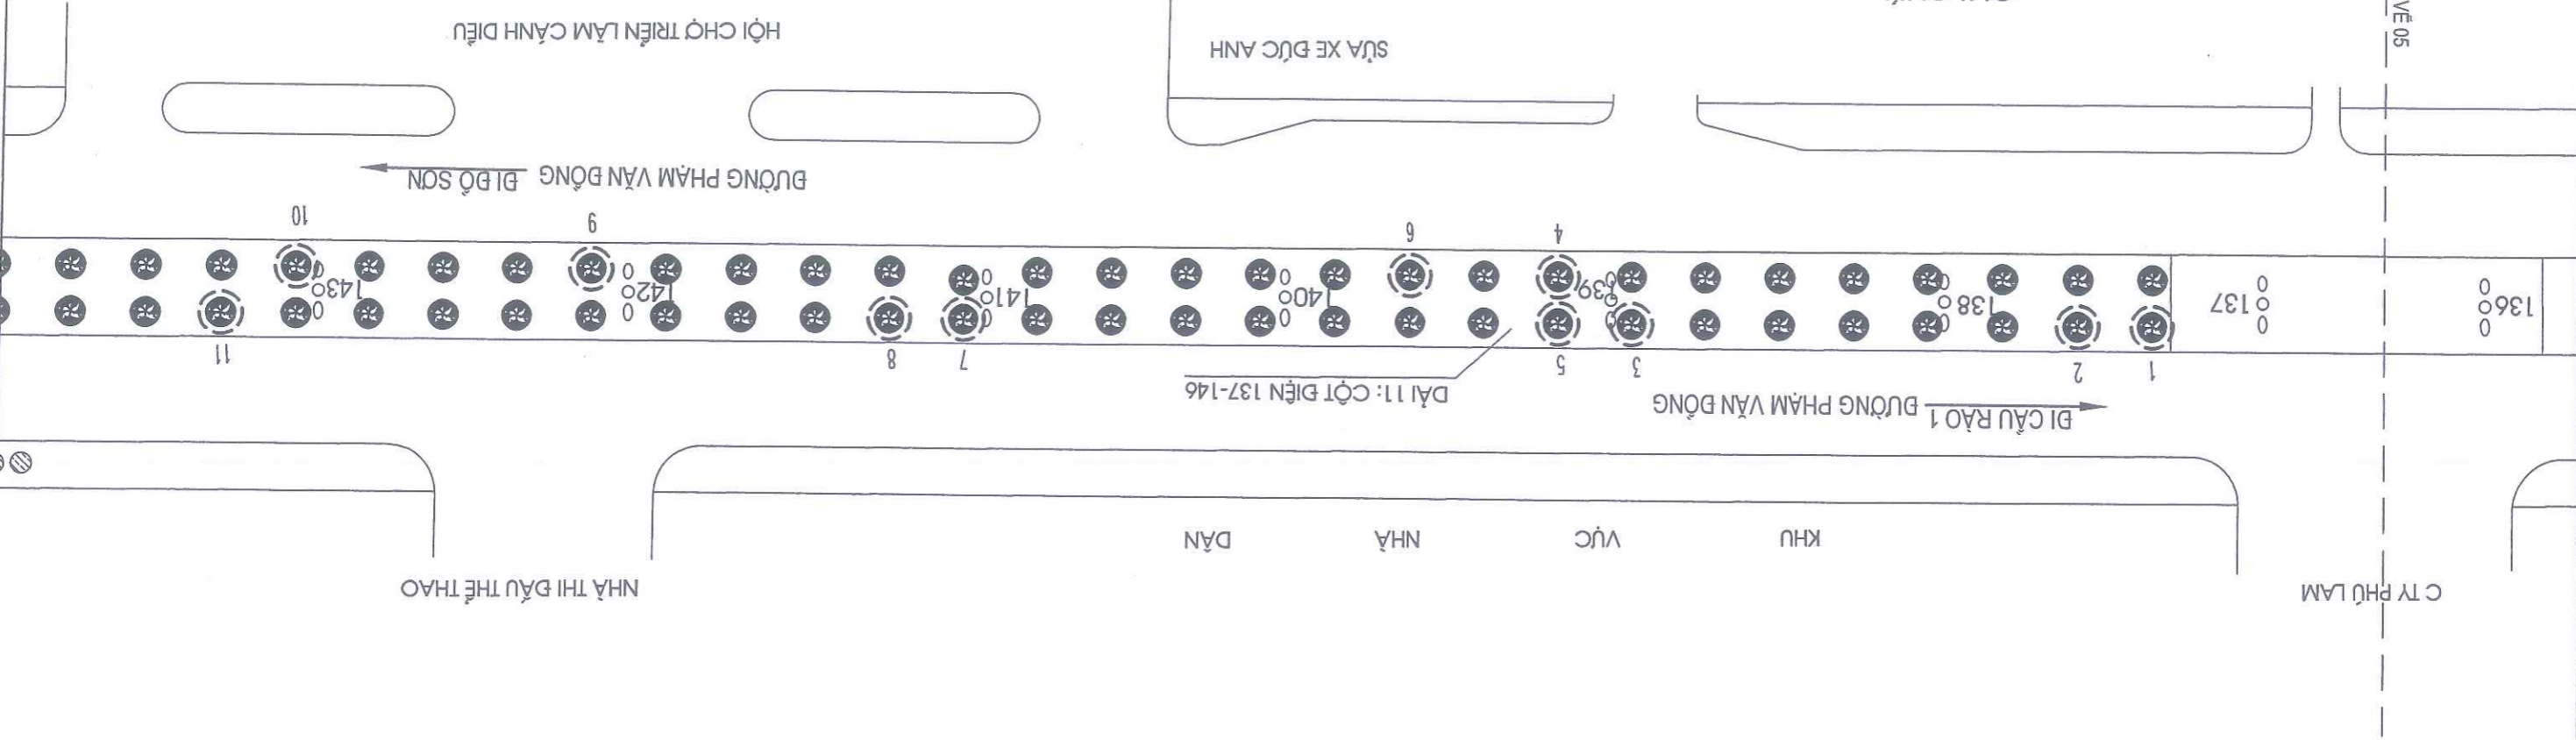 C TY PHÚ LAM
NHÀ THI ĐẤU THỂ THAO
KHU VỰC NHÀ DÂN
ĐI CẦU RÀO 1 ĐƯỜNG PHẠM VĂN ĐỒNG
DẢI 11: CỘT ĐIỆN 137-146
1 2 3 5 7 8 11
136 137 138 139 140 141 142 143
4 6 9 10
ĐƯỜNG PHẠM VĂN ĐỒNG ĐI ĐỒ SƠN
SỬA XE ĐỨC ANH
HỘI CHỢ TRIỂN LÃM CÁNH DIỀU
VẼ 05